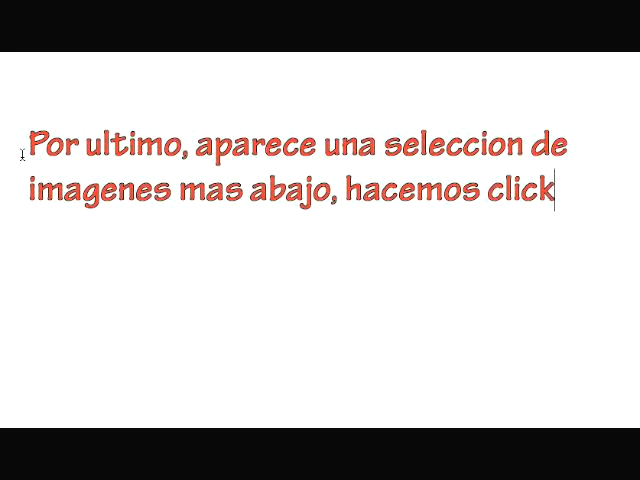 Por ultimo, aparece una seleccion de
imagenes mas abajo, hacemos click